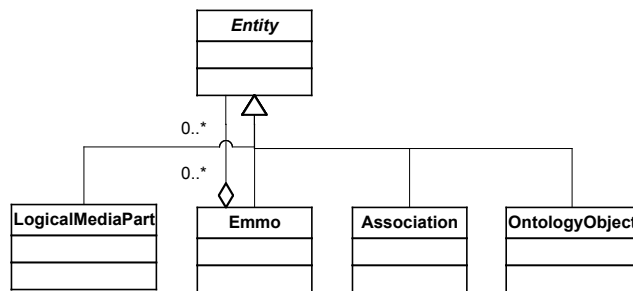 Entity
0..*
0..*
LogicalMediaPart
Emmo
Association
OntologyObject